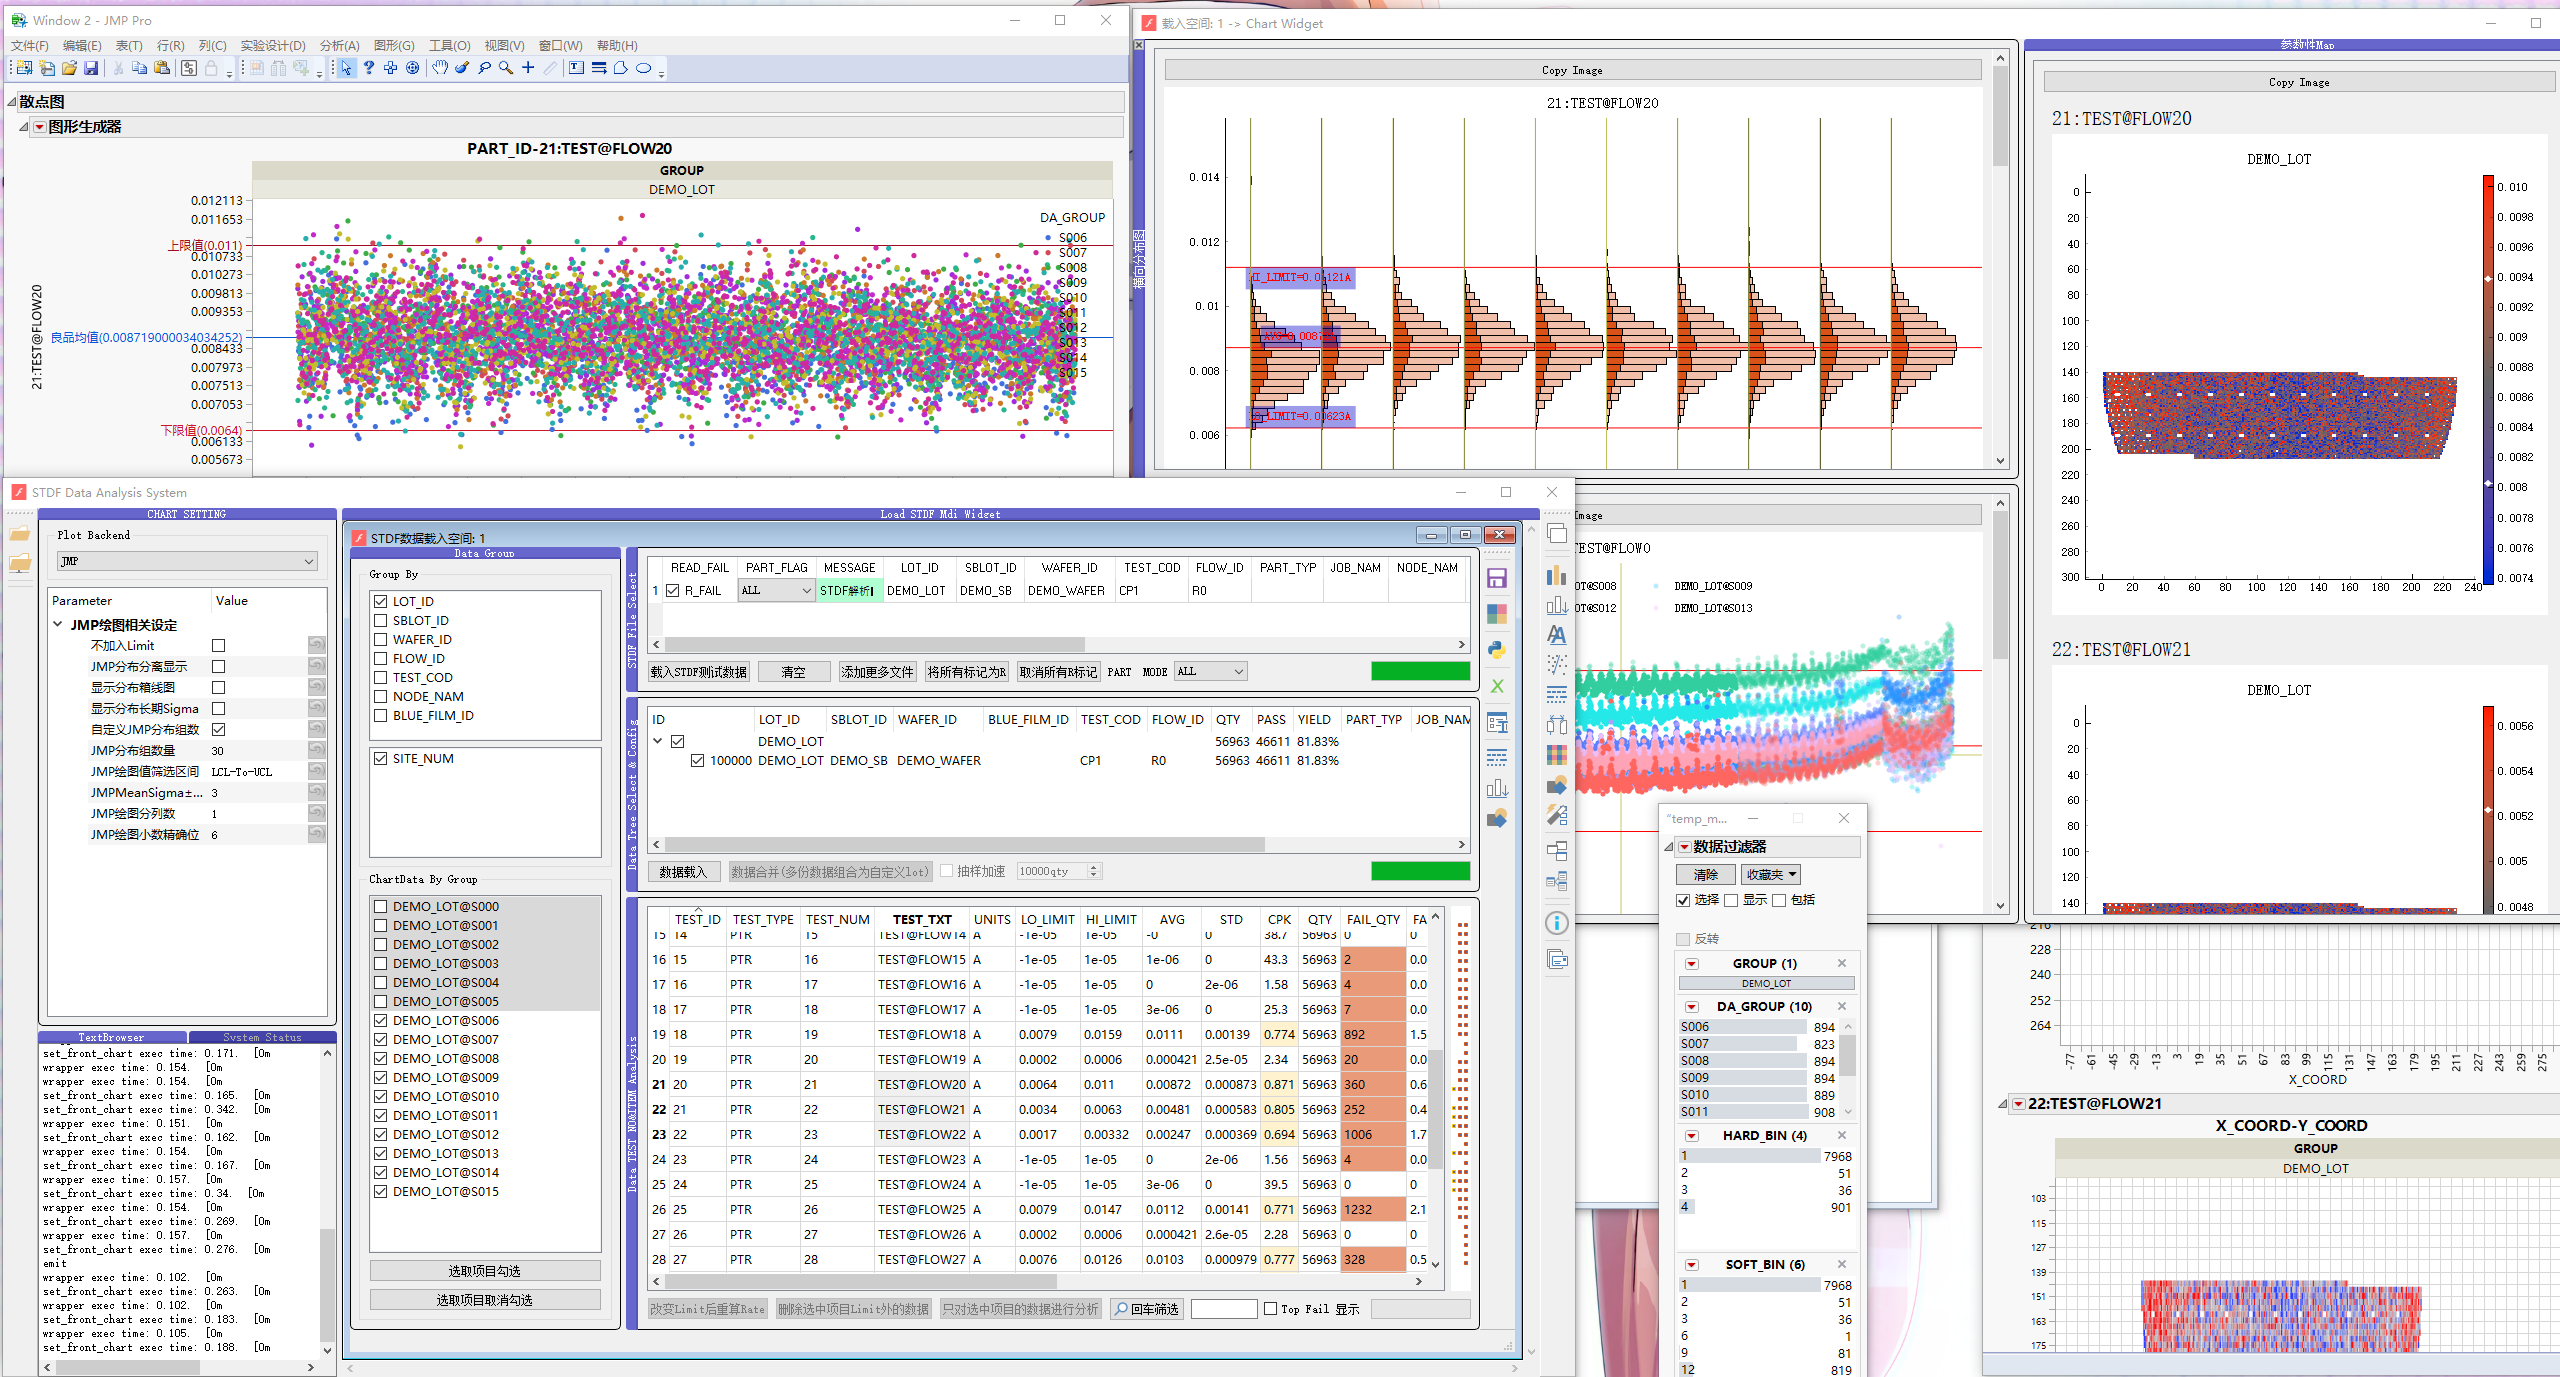 Window 2 - JMP Pro
文件(F) 编辑(E) 表(T) 行(R) 列(C) 实验设计(D) 分析(A) 图形(G) 工具(O) 视图(V) 窗口(W) 帮助(H)
散点图
图形生成器
PART_ID-21:TEST@FLOW20
GROUP
DEMO_LOT
21:TEST@FLOW20
0.012113
0.011653
上限值(0.011)
0.010733
0.010273
0.009813
0.009353
良品均值(0.008719000034034252)
0.008433
0.007973
0.007513
0.007053
下限值(0.0064)
0.006133
0.005673
DA_GROUP
S006
S007
S008
S009
S010
S011
S012
S013
S014
S015
载入空间: 1 -> Chart Widget
横向分布图
Copy Image
21:TEST@FLOW20
0.014
0.012
0.01
0.008
0.006
参数性Map
Copy Image
21:TEST@FLOW20
DEMO_LOT
0
20
40
60
80
100
120
140
160
180
200
220
240
260
280
300
0 20 40 60 80 100 120 140 160 180 200 220 240
0.010
0.0098
0.0096
0.0094
0.0092
0.009
0.0088
0.0086
0.0084
0.0082
0.008
0.0078
0.0076
0.0074
22:TEST@FLOW21
DEMO_LOT
0
20
40
60
80
100
120
140
0.0056
0.0054
0.0052
0.005
0.0048
DEMO_LOT@S009
DEMO_LOT@S013
STDF Data Analysis System
CHART SETTING
Plot Backend
JMP
Parameter Value
JMP绘图相关设定
不加入Limit
JMP分布分离显示
显示分布箱线图
显示分布长期Sigma
自定义JMP分布组数
JMP分布组数量 30
JMP绘图值筛选区间 LCL-To-UCL
JMPMeanSigma±... 3
JMP绘图分列数 1
JMP绘图小数精确位 6
TextBrowser System Status
set_front_chart exec time: 0.171. [0m
wrapper exec time: 0.154. [0m
wrapper exec time: 0.154. [0m
set_front_chart exec time: 0.165. [0m
set_front_chart exec time: 0.342. [0m
wrapper exec time: 0.151. [0m
set_front_chart exec time: 0.162. [0m
wrapper exec time: 0.154. [0m
set_front_chart exec time: 0.167. [0m
wrapper exec time: 0.157. [0m
set_front_chart exec time: 0.34. [0m
wrapper exec time: 0.154. [0m
set_front_chart exec time: 0.269. [0m
wrapper exec time: 0.157. [0m
set_front_chart exec time: 0.276. [0m
emit
wrapper exec time: 0.102. [0m
set_front_chart exec time: 0.263. [0m
wrapper exec time: 0.102. [0m
set_front_chart exec time: 0.183. [0m
wrapper exec time: 0.105. [0m
set_front_chart exec time: 0.188. [0m
Load STDF Mdi Widget
STDF数据载入空间: 1
Data Group
Group By
LOT_ID
SBLOT_ID
WAFER_ID
FLOW_ID
TEST_COD
NODE_NAM
BLUE_FILM_ID
SITE_NUM
ChartData By Group
DEMO_LOT@S000
DEMO_LOT@S001
DEMO_LOT@S002
DEMO_LOT@S003
DEMO_LOT@S004
DEMO_LOT@S005
DEMO_LOT@S006
DEMO_LOT@S007
DEMO_LOT@S008
DEMO_LOT@S009
DEMO_LOT@S010
DEMO_LOT@S011
DEMO_LOT@S012
DEMO_LOT@S013
DEMO_LOT@S014
DEMO_LOT@S015
选取项目勾选
选取项目取消勾选
STDF File Select
READ_FAIL PART_FLAG MESSAGE LOT_ID SBLOT_ID WAFER_ID TEST_COD FLOW_ID PART_TYP JOB_NAM NODE_NAM
1 R_FAIL ALL STDF解析 DEMO_LOT DEMO_SB DEMO_WAFER CP1 R0
载入STDF测试数据 清空 添加更多文件 将所有标记为R 取消所有R标记 PART MODE ALL
Data Tree Select & Config
ID LOT_ID SBLOT_ID WAFER_ID BLUE_FILM_ID TEST_COD FLOW_ID QTY PASS YIELD PART_TYP JOB_NAM
DEMO_LOT 56963 46611 81.83%
100000 DEMO_LOT DEMO_SB DEMO_WAFER CP1 R0 56963 46611 81.83%
数据载入 数据合并(多份数据组合为自定义lot) 抽样加速 10000qty
Data TEST NO&ITEM Analysis
TEST_ID TEST_TYPE TEST_NUM TEST_TXT UNITS LO_LIMIT HI_LIMIT AVG STD CPK QTY FAIL_QTY FA
15 14 PTR 15 TEST@FLOW14 A -1e-05 1e-05 -0 0 38.7 56963 0 0
16 15 PTR 16 TEST@FLOW15 A -1e-05 1e-05 1e-06 0 43.3 56963 2 0.0
17 16 PTR 17 TEST@FLOW16 A -1e-05 1e-05 0 2e-06 1.58 56963 4 0.0
18 17 PTR 18 TEST@FLOW17 A -1e-05 1e-05 3e-06 0 25.3 56963 7 0.0
19 18 PTR 19 TEST@FLOW18 A 0.0079 0.0159 0.0111 0.00139 0.774 56963 892 1.5
20 19 PTR 20 TEST@FLOW19 A 0.0002 0.0006 0.000421 2.5e-05 2.34 56963 20 0.0
21 20 PTR 21 TEST@FLOW20 A 0.0064 0.011 0.00872 0.000873 0.871 56963 360 0.6
22 21 PTR 22 TEST@FLOW21 A 0.0034 0.0063 0.00481 0.000583 0.805 56963 252 0.4
23 22 PTR 23 TEST@FLOW22 A 0.0017 0.00332 0.00247 0.000369 0.694 56963 1006 1.7
24 23 PTR 24 TEST@FLOW23 A -1e-05 1e-05 0 2e-06 1.56 56963 4 0.0
25 24 PTR 25 TEST@FLOW24 A -1e-05 1e-05 3e-06 0 39.5 56963 0 0
26 25 PTR 26 TEST@FLOW25 A 0.0079 0.0147 0.0112 0.00141 0.771 56963 1232 2.1
27 26 PTR 27 TEST@FLOW26 A 0.0002 0.0006 0.000421 2.6e-05 2.28 56963 0 0
28 27 PTR 28 TEST@FLOW27 A 0.0076 0.0126 0.0103 0.000979 0.777 56963 328 0.5
改变Limit后重算Rate 删除选中项目Limit外的数据 只对选中项目的数据进行分析 回车筛选 Top Fail 显示
"temp_m...
数据过滤器
清除 收藏夹
选择 显示 包括
反转
GROUP (1)
DEMO_LOT
DA_GROUP (10)
S006 894
S007 823
S008 894
S009 894
S010 889
S011 908
HARD_BIN (4)
1 7968
2 51
3 36
4 901
SOFT_BIN (6)
1 7968
2 51
3 36
6 1
9 81
12 819
216
228
240
252
264
-77 -61 -45 -29 -13 3 19 35 51 67 83 99 115 131 147 163 179 195 211 227 243 259 275
X_COORD
22:TEST@FLOW21
X_COORD-Y_COORD
GROUP
DEMO_LOT
103
115
127
139
151
163
175